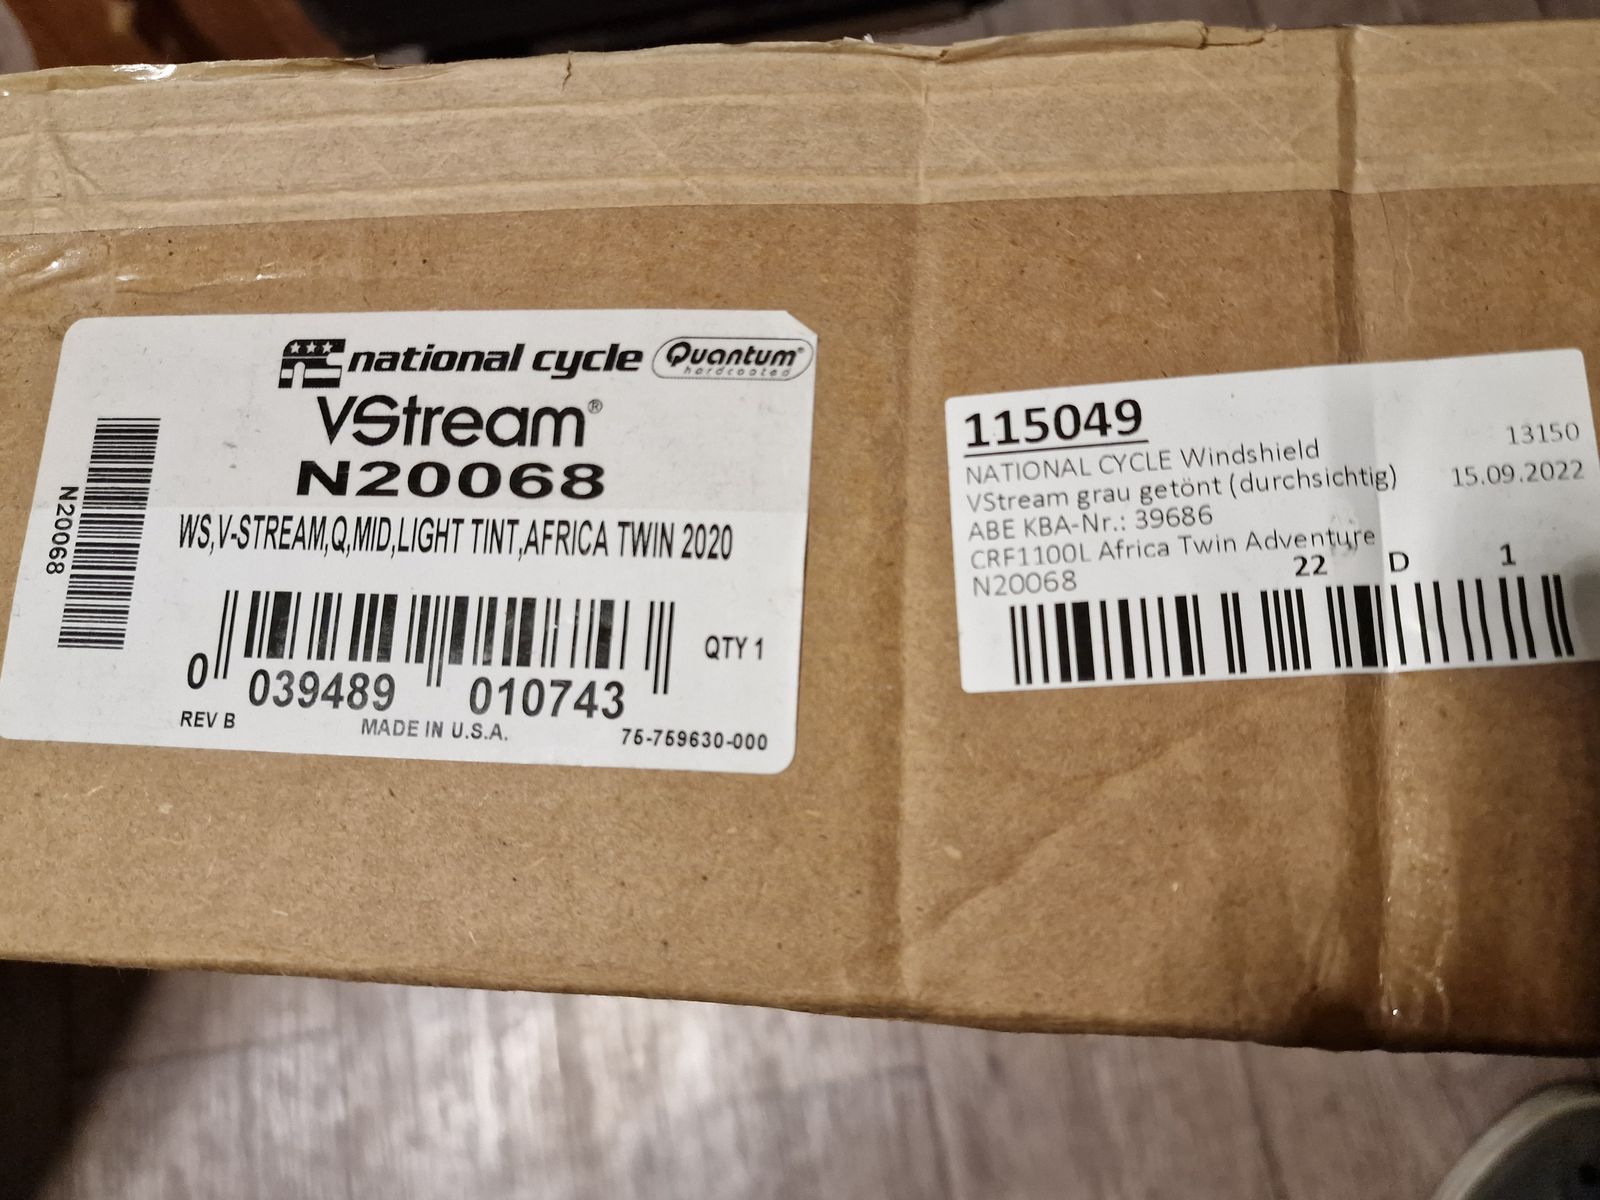 national cycle Quantum®
hardcoated
VStream®
N20068
N20068
WS,V-STREAM,Q,MID,LIGHT TINT,AFRICA TWIN 2020
QTY 1
0 039489 010743
REV B MADE IN U.S.A. 75-759630-000
115049
13150
NATIONAL CYCLE Windshield
VStream grau getönt (durchsichtig) 15.09.2022
ABE KBA-Nr.: 39686
CRF1100L Africa Twin Adventure
N20068 22 D 1